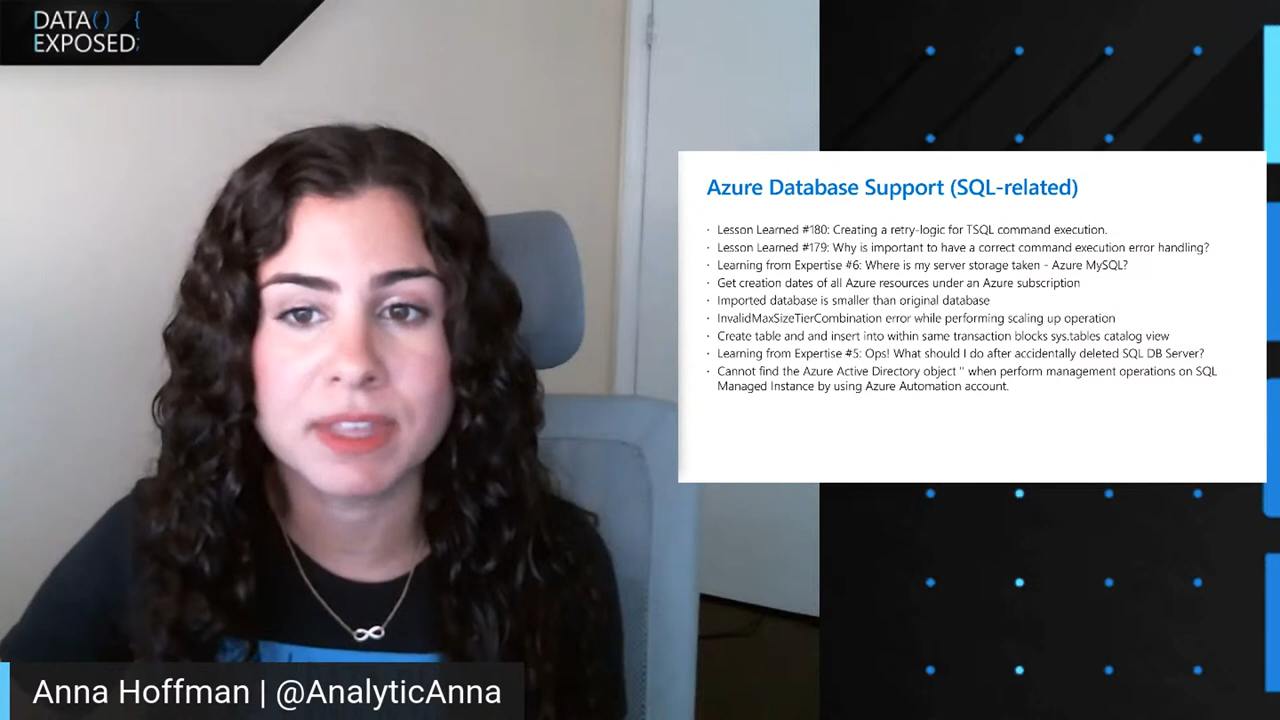 DATA() {
EXPOSED;
Azure Database Support (SQL-related)
· Lesson Learned #180: Creating a retry-logic for TSQL command execution.
· Lesson Learned #179: Why is important to have a correct command execution error handling?
· Learning from Expertise #6: Where is my server storage taken - Azure MySQL?
· Get creation dates of all Azure resources under an Azure subscription
· Imported database is smaller than original database
· InvalidMaxSizeTierCombination error while performing scaling up operation
· Create table and and insert into within same transaction blocks sys.tables catalog view
· Learning from Expertise #5: Ops! What should I do after accidentally deleted SQL DB Server?
· Cannot find the Azure Active Directory object '' when perform management operations on SQL
Managed Instance by using Azure Automation account.
Anna Hoffman | @AnalyticAnna